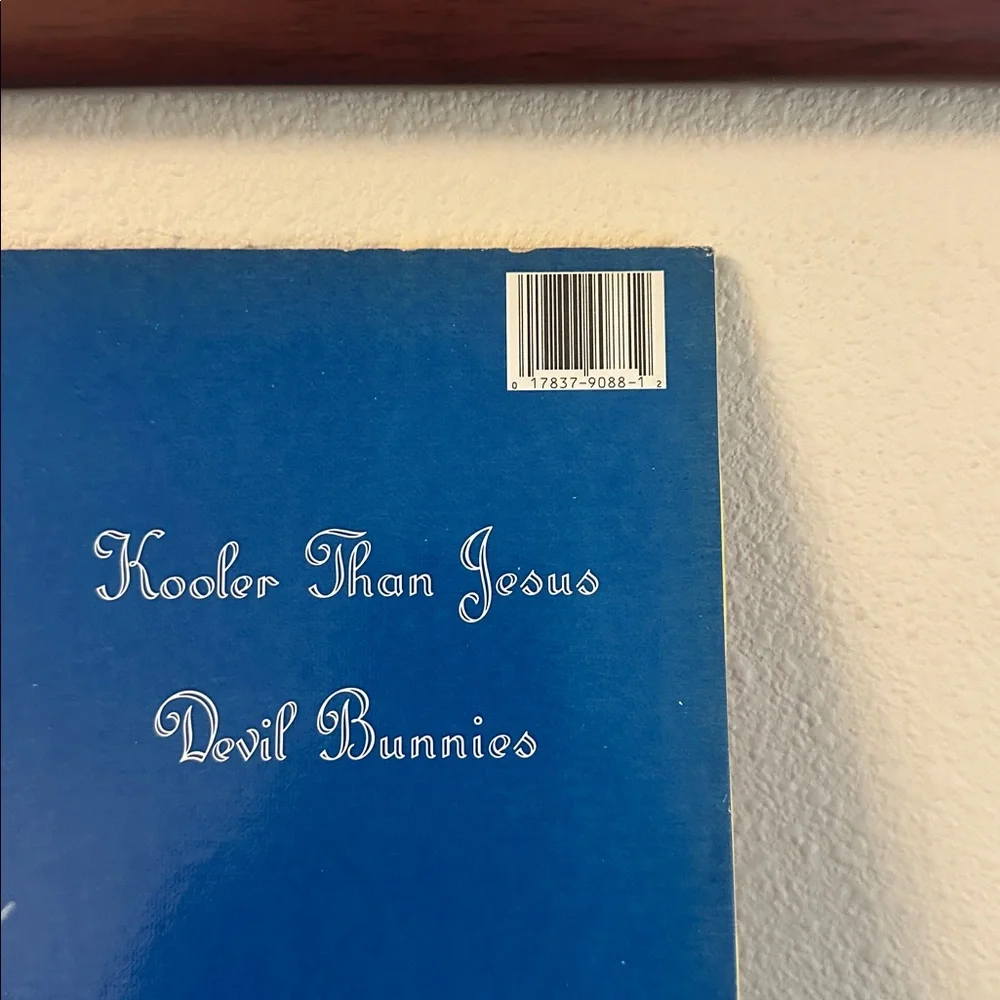 0 17837-9088-1 2
Kooler Than Jesus
Devil Bunnies